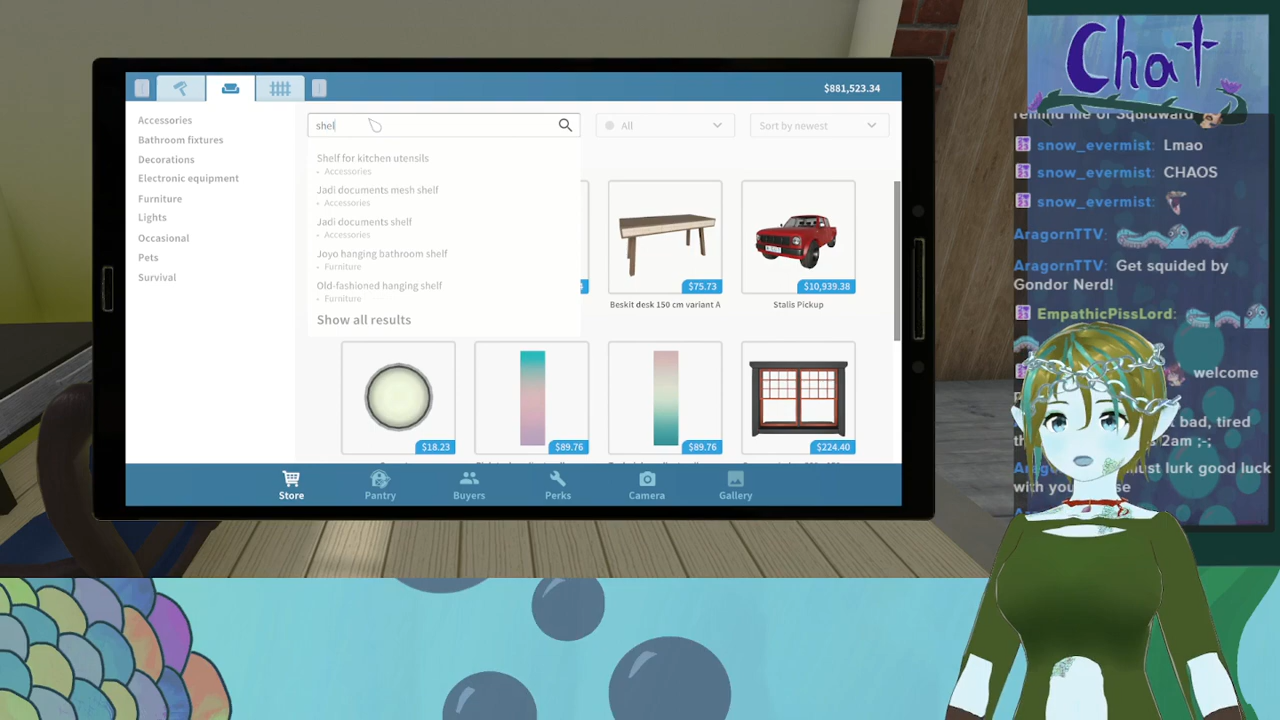 $881,523.34
Accessories
Bathroom fixtures
Decorations
Electronic equipment
Furniture
Lights
Occasional
Pets
Survival
shel
All
Sort by newest
Shelf for kitchen utensils
Accessories
Jadi documents mesh shelf
Accessories
Jadi documents shelf
Accessories
Joyo hanging bathroom shelf
Furniture
Old-fashioned hanging shelf
Furniture
Show all results
$75.73
Beskit desk 150 cm variant A
$10,939.38
Stalis Pickup
$18.23
$89.76
$89.76
$224.40
Store
Pantry
Buyers
Perks
Camera
Gallery
Chat
remind me of Squidward
snow_evermist: Lmao
snow_evermist: CHAOS
snow_evermist:
AragornTTV:
AragornTTV: Get squided by
Gondor Nerd!
EmpathicPissLord:
welcome
bad, tired
2am ;-;
must lurk good luck
with you